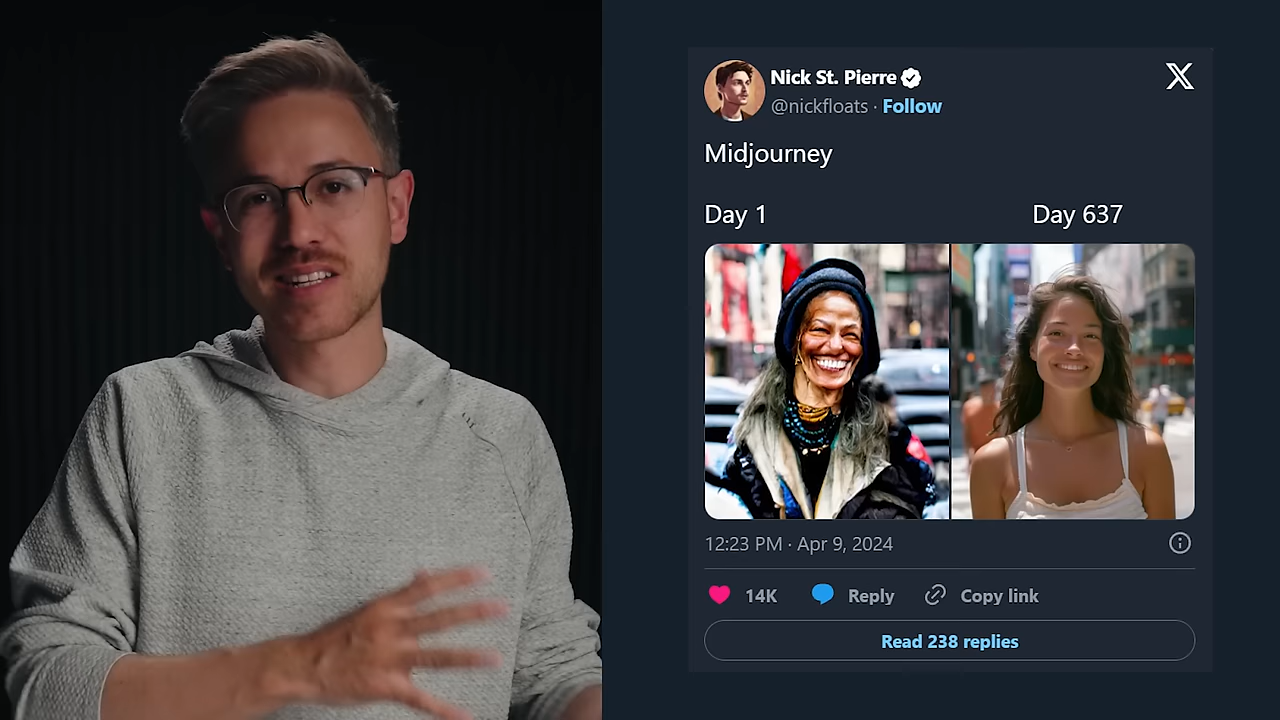 Nick St. Pierre
@nickfloats · Follow
Midjourney
Day 1 Day 637
12:23 PM · Apr 9, 2024
14K Reply Copy link
Read 238 replies